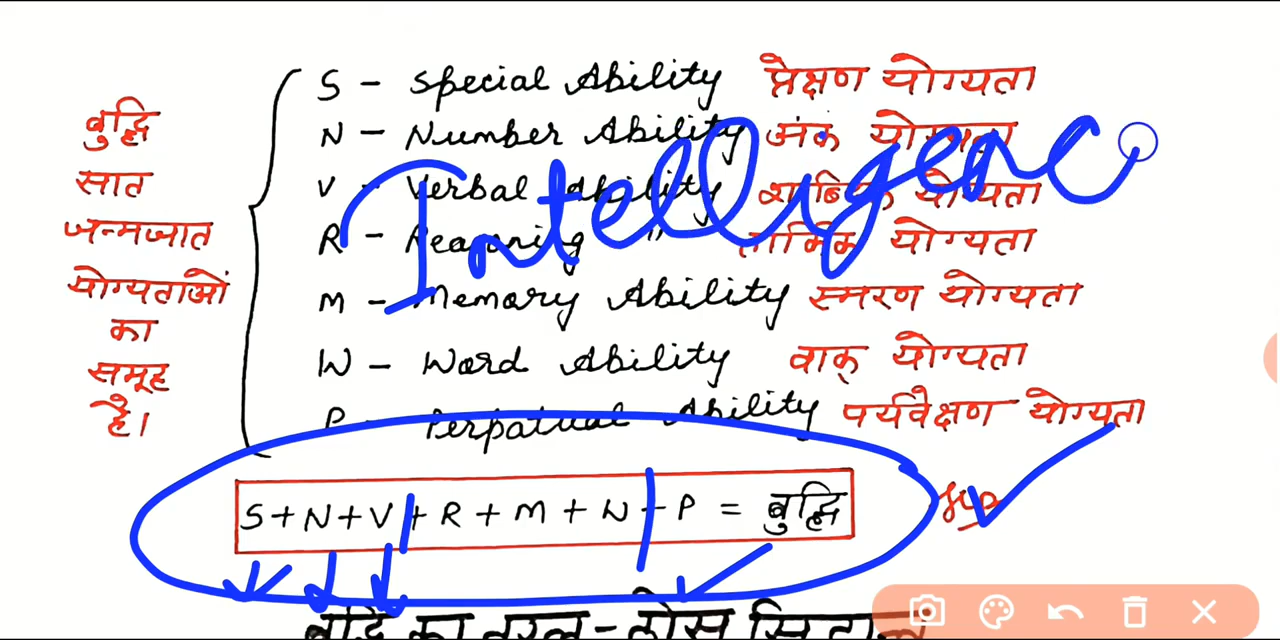 S - Special Ability प्रेक्षण योग्यता
N - Number Ability अंक योग्यता
V - Verbal Ability शाब्दिक योग्यता
R - Reasoning " तार्किक योग्यता
M - Memory Ability स्मरण योग्यता
W - Word Ability वाक् योग्यता
P - Perpatual Ability पर्यवेक्षण योग्यता
बुद्धि
सात
जन्मजात
योग्यताओं
का
समूह
है।
Intelligenc
S + N + V + R + M + W + P = बुद्धि
बुद्धि का तरल - ठोस सिद्धान्त